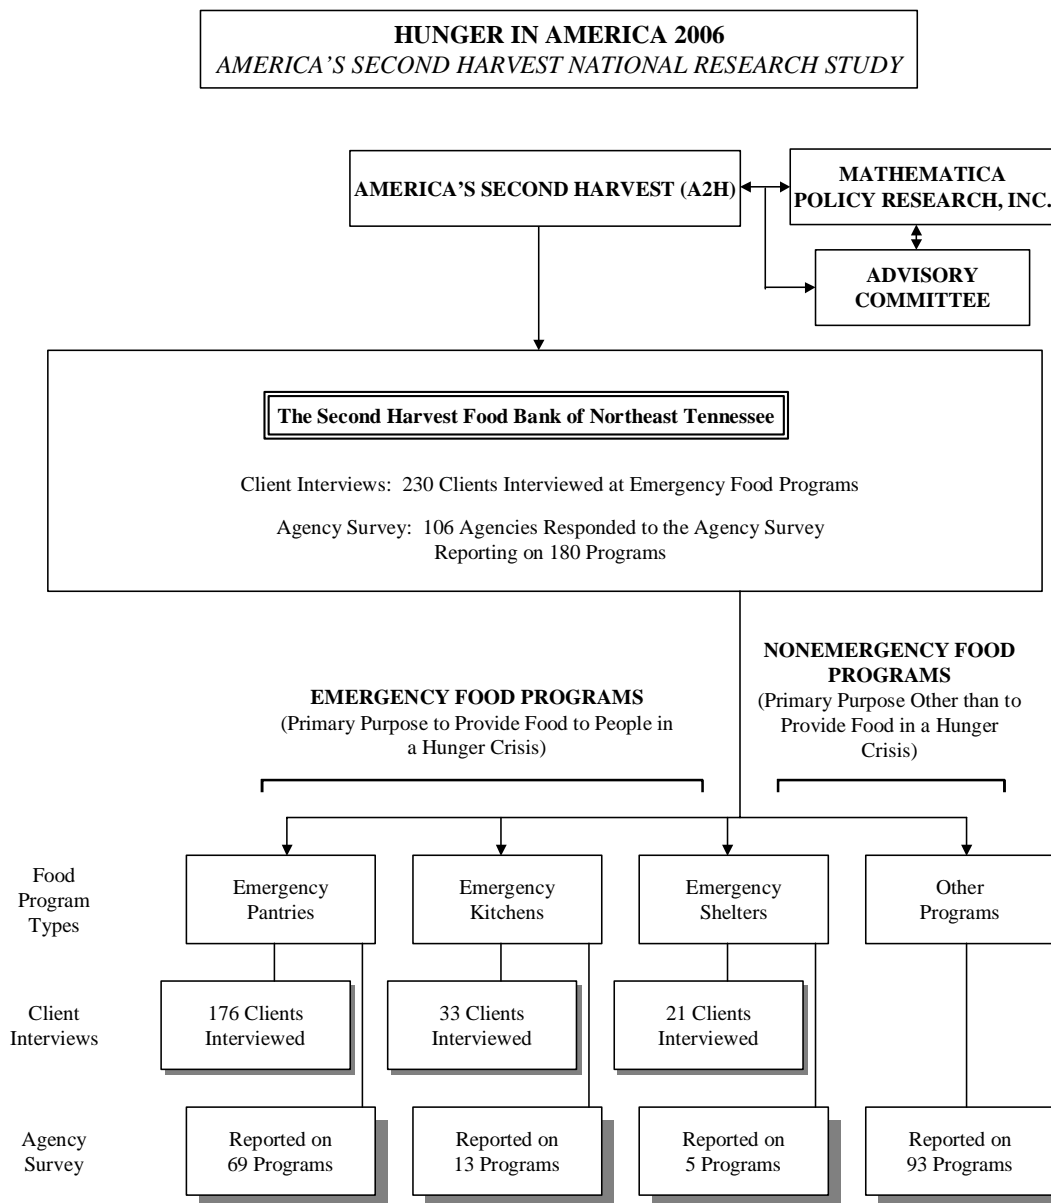 HUNGER IN AMERICA 2006
AMERICA'S SECOND HARVEST NATIONAL RESEARCH STUDY
AMERICA'S SECOND HARVEST (A2H)
MATHEMATICA
POLICY RESEARCH, INC.
ADVISORY
COMMITTEE
The Second Harvest Food Bank of Northeast Tennessee
Client Interviews: 230 Clients Interviewed at Emergency Food Programs
Agency Survey: 106 Agencies Responded to the Agency Survey
Reporting on 180 Programs
EMERGENCY FOOD PROGRAMS
(Primary Purpose to Provide Food to People in
a Hunger Crisis)
NONEMERGENCY FOOD
PROGRAMS
(Primary Purpose Other than to
Provide Food in a Hunger
Crisis)
Food
Program
Types
Emergency
Pantries
Emergency
Kitchens
Emergency
Shelters
Other
Programs
Client
Interviews
176 Clients
Interviewed
33 Clients
Interviewed
21 Clients
Interviewed
Agency
Survey
Reported on
69 Programs
Reported on
13 Programs
Reported on
5 Programs
Reported on
93 Programs